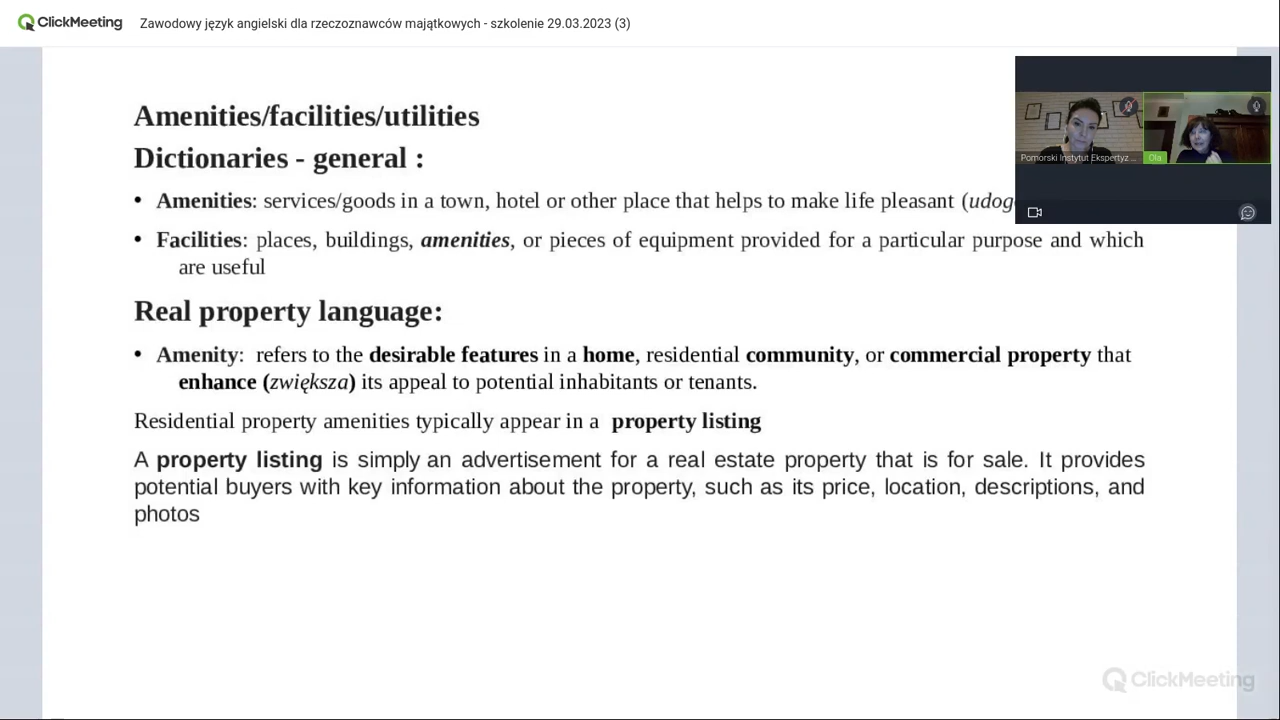 ClickMeeting Zawodowy język angielski dla rzeczoznawców majątkowych - szkolenie 29.03.2023 (3)
Amenities/facilities/utilities
Dictionaries - general :
• Amenities: services/goods in a town, hotel or other place that helps to make life pleasant (
• Facilities: places, buildings, amenities, or pieces of equipment provided for a particular purpose and which
are useful
Real property language:
• Amenity: refers to the desirable features in a home, residential community, or commercial property that
enhance (zwiększa) its appeal to potential inhabitants or tenants.
Residential property amenities typically appear in a property listing
A property listing is simply an advertisement for a real estate property that is for sale. It provides
potential buyers with key information about the property, such as its price, location, descriptions, and
photos
Pomorski Instytut Ekspertyz ...
Ola
ClickMeeting